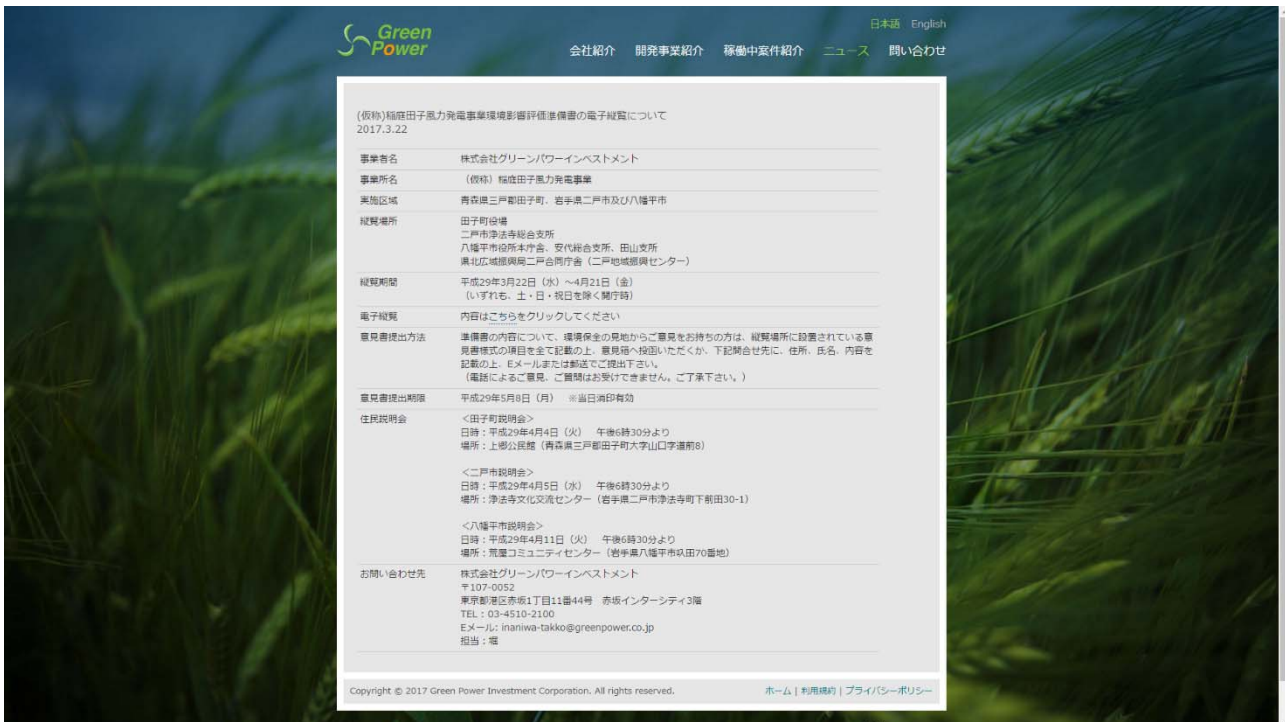 Green Power
日本語 English
会社紹介 開発事業紹介 稼働中案件紹介 ニュース 問い合わせ
(仮称)稲庭田子風力発電事業環境影響評価準備書の電子縦覧について
2017.3.22
事業者名 株式会社グリーンパワーインベストメント
事業所名 （仮称）稲庭田子風力発電事業
実施区域 青森県三戸郡田子町、岩手県二戸市及び八幡平市
縦覧場所 田子町役場
二戸市浄法寺総合支所
八幡平市役所本庁舎、安代総合支所、田山支所
県北広域振興局二戸合同庁舎（二戸地域振興センター）
縦覧期間 平成29年3月22日（水）～4月21日（金）
（いずれも、土・日・祝日を除く開庁時）
電子縦覧 内容はこちらをクリックしてください
意見書提出方法 準備書の内容について、環境保全の見地からご意見をお持ちの方は、縦覧場所に設置されている意
見書様式の項目を全て記載の上、意見箱へ投函いただくか、下記問合せ先に、住所、氏名、内容を
記載の上、Eメールまたは郵送でご提出下さい。
（電話によるご意見、ご質問はお受けできません。ご了承下さい。）
意見書提出期限 平成29年5月8日（月） ※当日消印有効
住民説明会 ＜田子町説明会＞
日時：平成29年4月4日（火） 午後6時30分より
場所：上郷公民館（青森県三戸郡田子町大字山口字道前8）
＜二戸市説明会＞
日時：平成29年4月5日（水） 午後6時30分より
場所：浄法寺文化交流センター（岩手県二戸市浄法寺町下前田30-1）
＜八幡平市説明会＞
日時：平成29年4月11日（火） 午後6時30分より
場所：荒屋コミュニティセンター（岩手県八幡平市叺田70番地）
お問い合わせ先 株式会社グリーンパワーインベストメント
〒107-0052
東京都港区赤坂1丁目11番44号 赤坂インターシティ3階
TEL：03-4510-2100
Eメール: inaniwa-takko@greenpower.co.jp
担当：堀
Copyright © 2017 Green Power Investment Corporation. All rights reserved. ホーム | 利用規約 | プライバシーポリシー